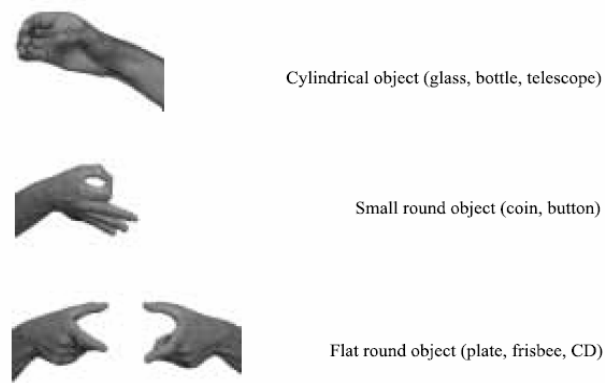 Cylindrical object (glass, bottle, telescope)
Small round object (coin, button)
Flat round object (plate, frisbee, CD)